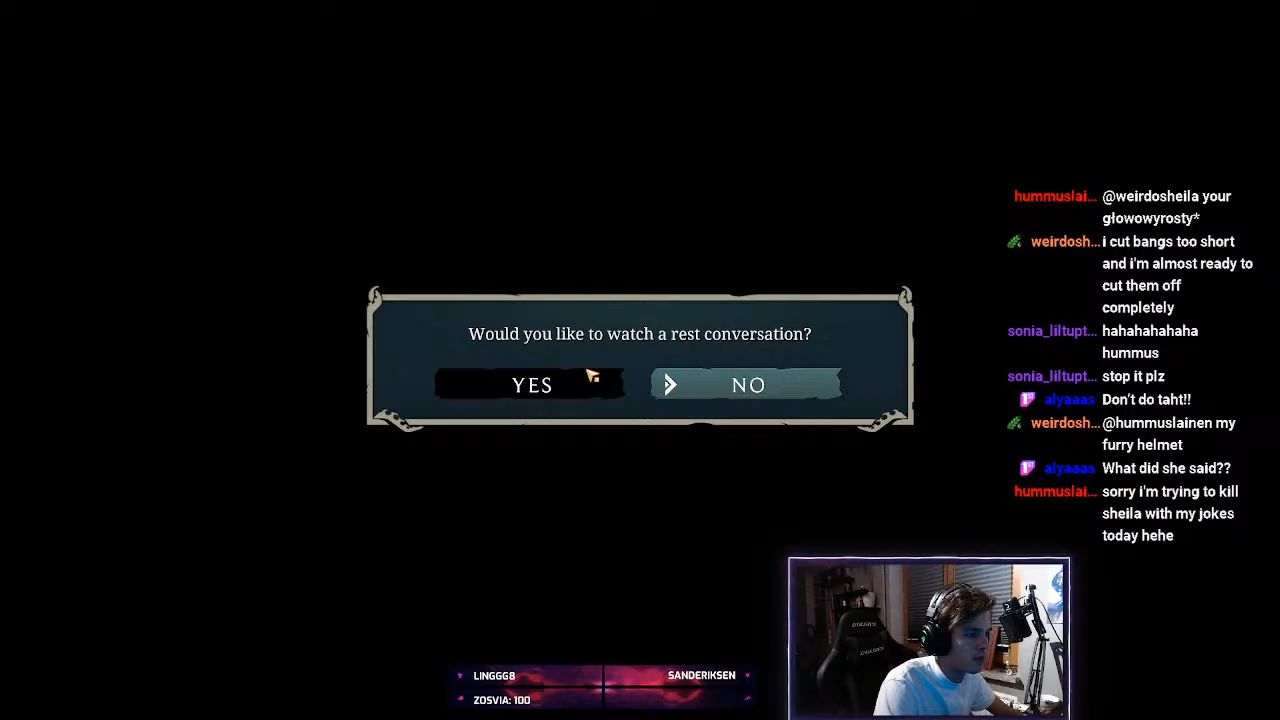 Would you like to watch a rest conversation?
YES
NO
hummuslai... @weirdosheila your
głowowyrosty*
weirdosh... i cut bangs too short
and i'm almost ready to
cut them off
completely
sonia_liltupt... hahahahahaha
hummus
sonia_liltupt... stop it plz
alyaaas Don't do taht!!
weirdosh... @hummuslainen my
furry helmet
alyaaas What did she said??
hummuslai... sorry i'm trying to kill
sheila with my jokes
today hehe
LINGGG8
SANDERIKSEN
ZOSVIA: 100